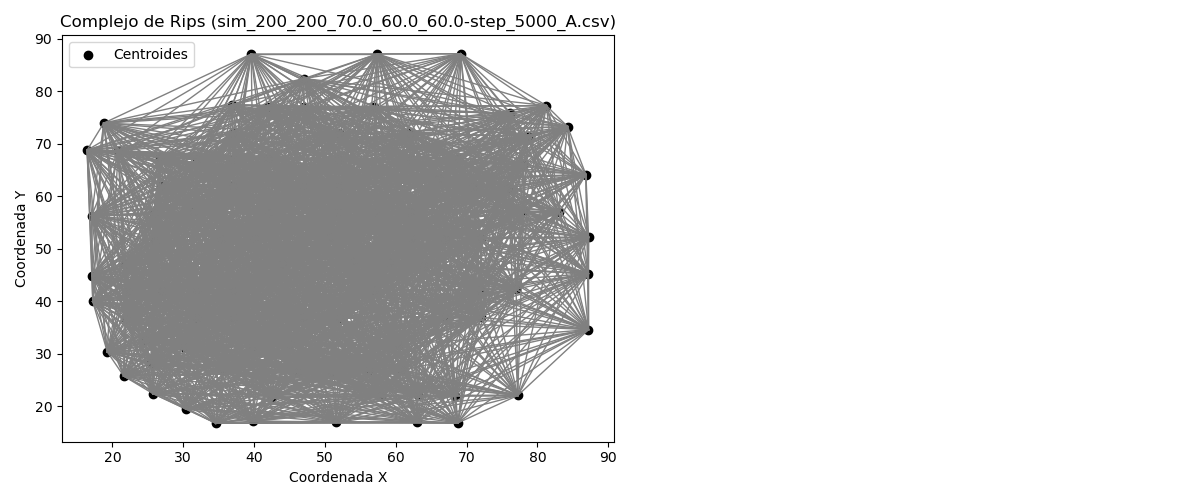 Complejo de Rips (sim_200_200_70.0_60.0_60.0-step_5000_A.csv)
Centroides
90
80
70
60
50
40
30
20
Coordenada Y
20 30 40 50 60 70 80 90
Coordenada X